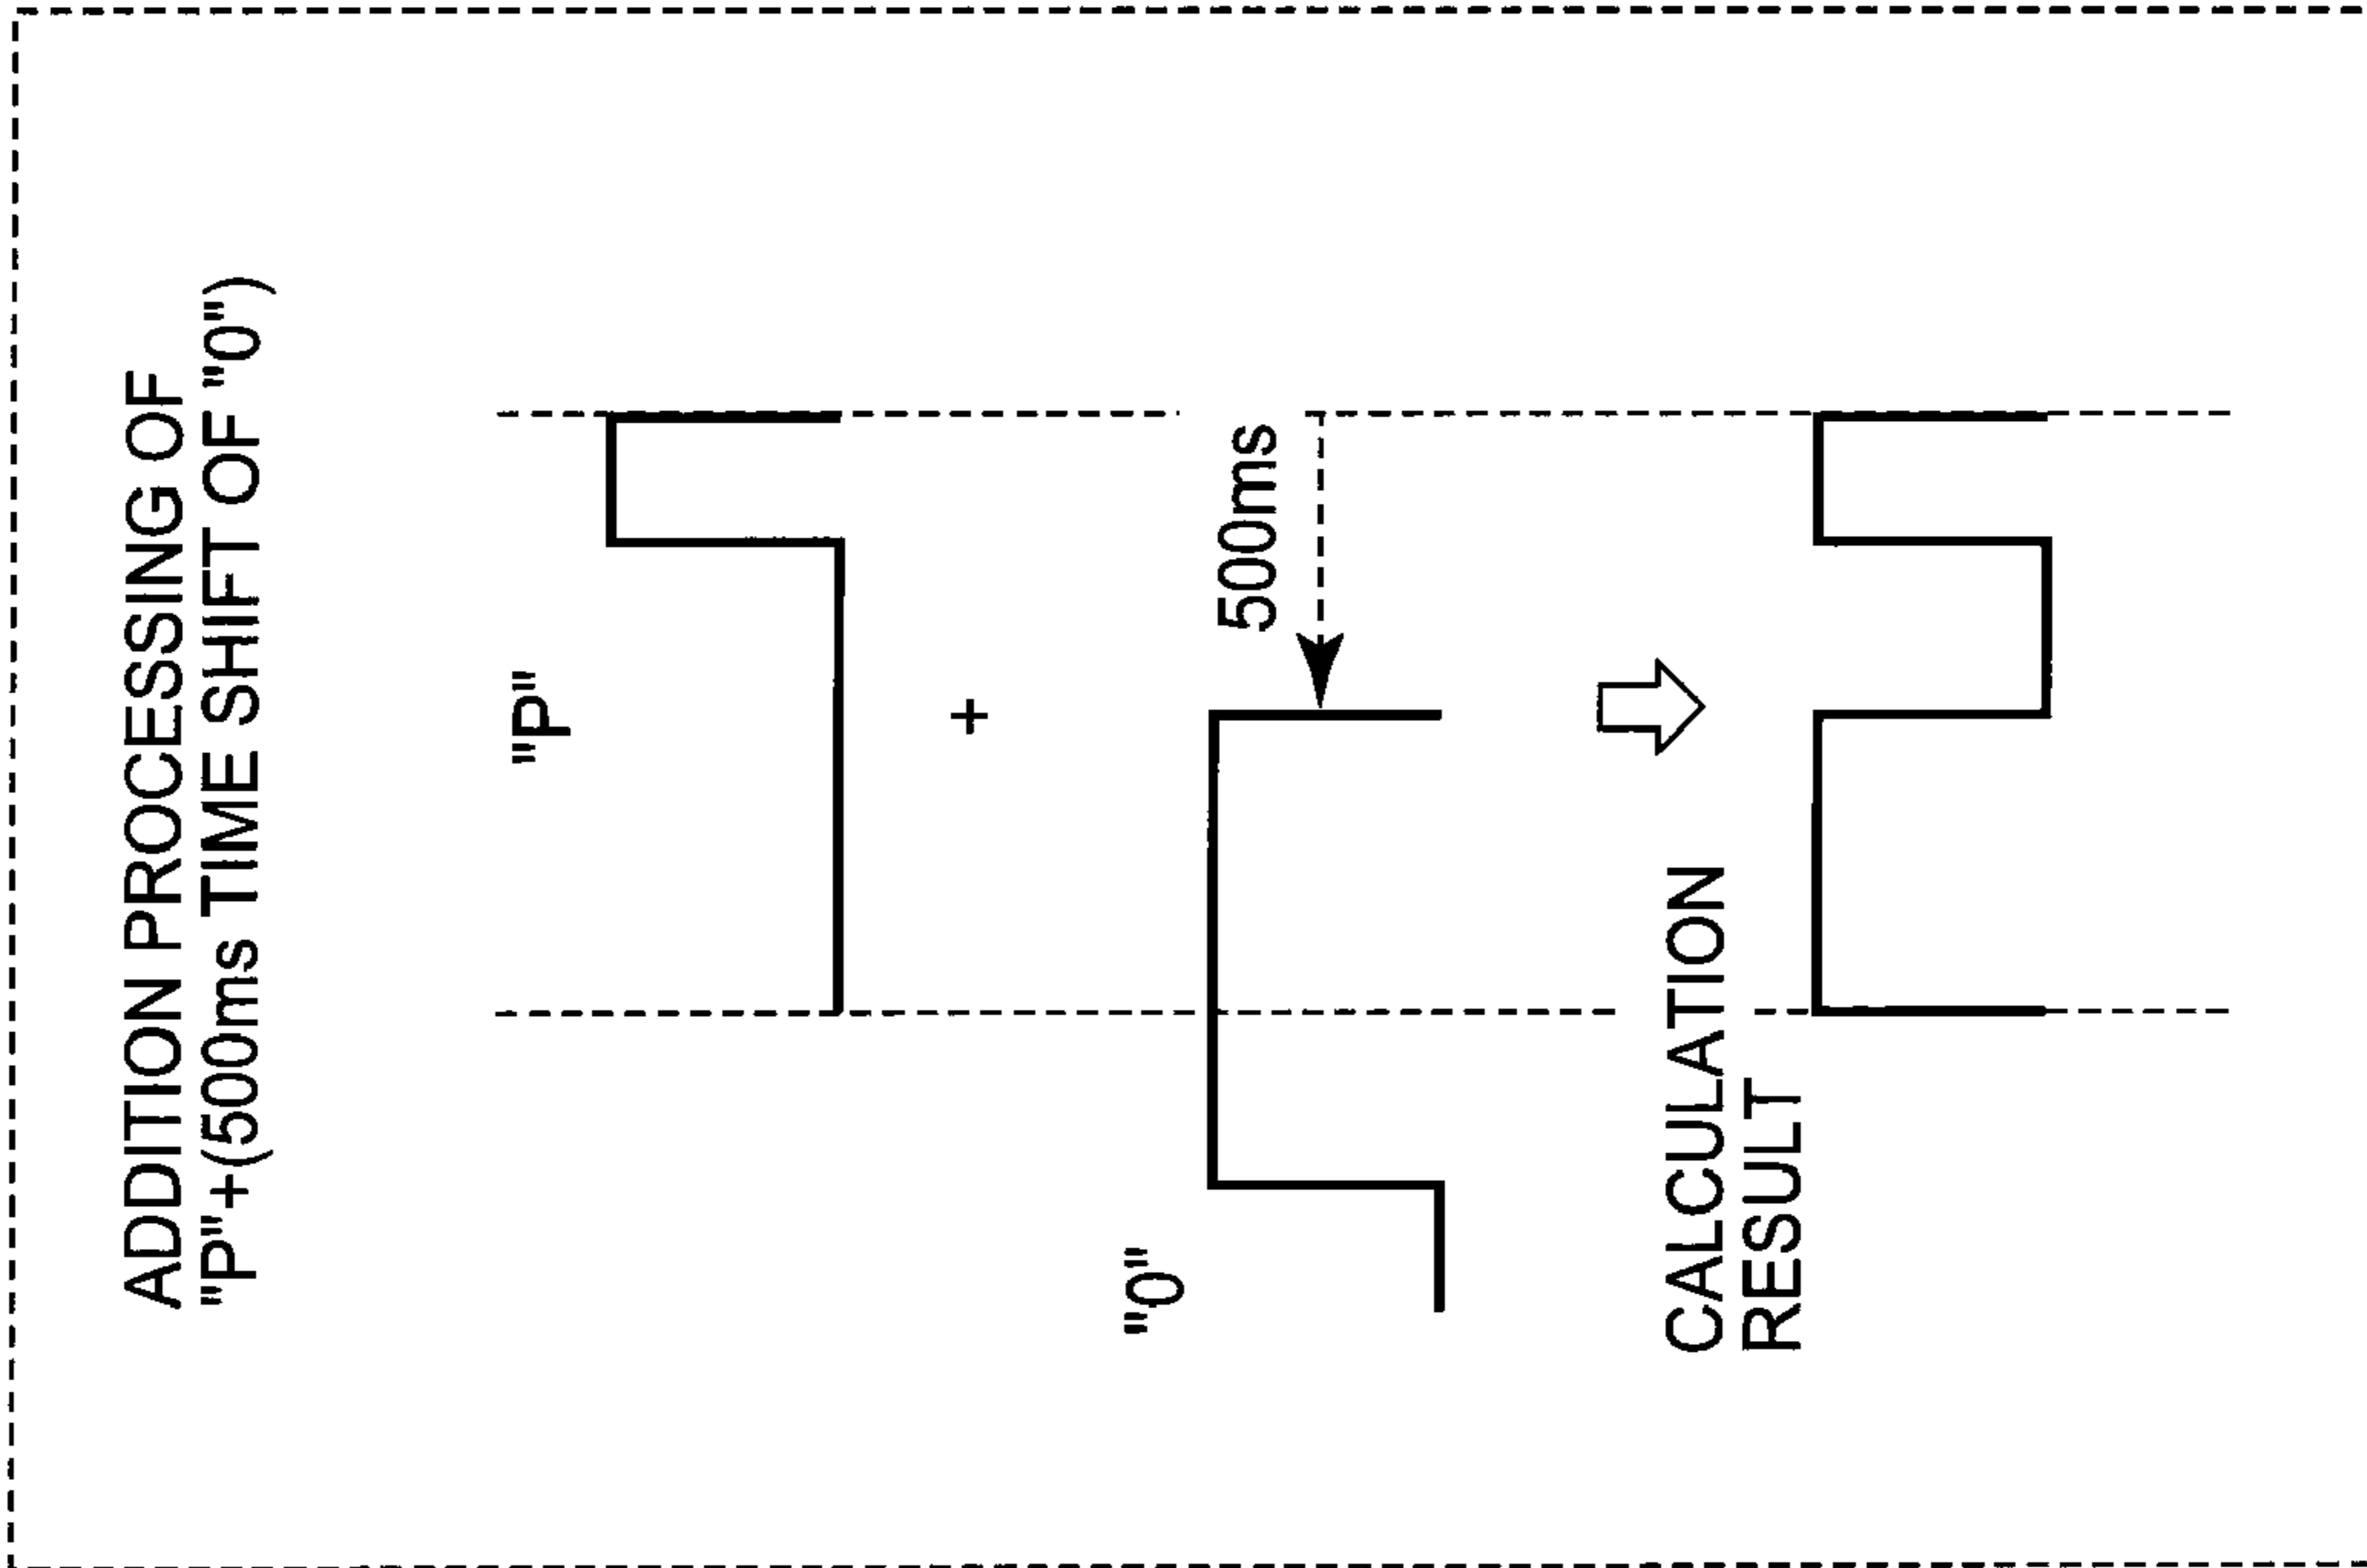 ADDITION PROCESSING OF
"P"+(500ms TIME SHIFT OF "0")
"P"
+
"0"
500ms
CALCULATION
RESULT